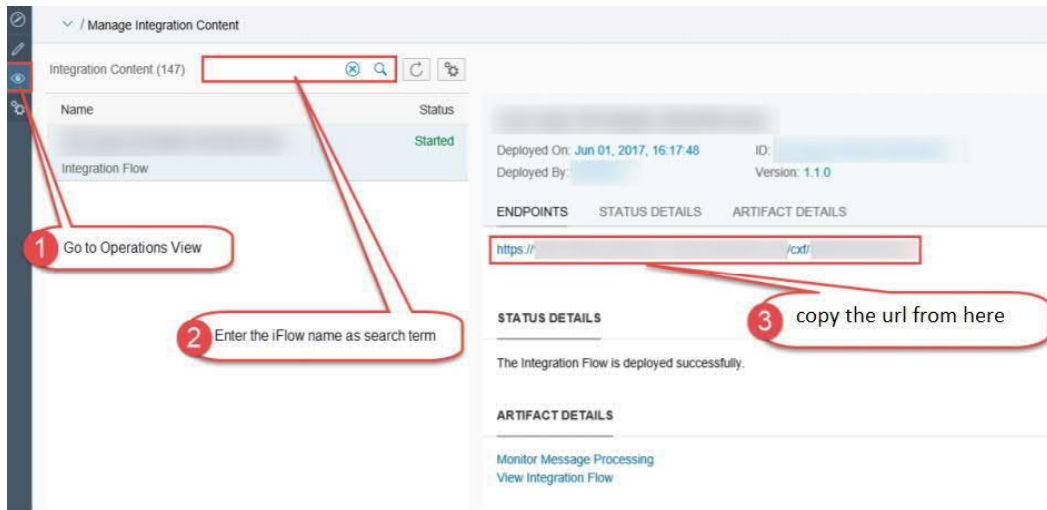 / Manage Integration Content
Integration Content (147)
Name Status
Started
Integration Flow
1 Go to Operations View
2 Enter the iFlow name as search term
Deployed On: Jun 01, 2017, 16:17:48 ID:
Deployed By: Version: 1.1.0
ENDPOINTS STATUS DETAILS ARTIFACT DETAILS
https:// /cxf/
3 copy the url from here
STATUS DETAILS
The Integration Flow is deployed successfully.
ARTIFACT DETAILS
Monitor Message Processing
View Integration Flow